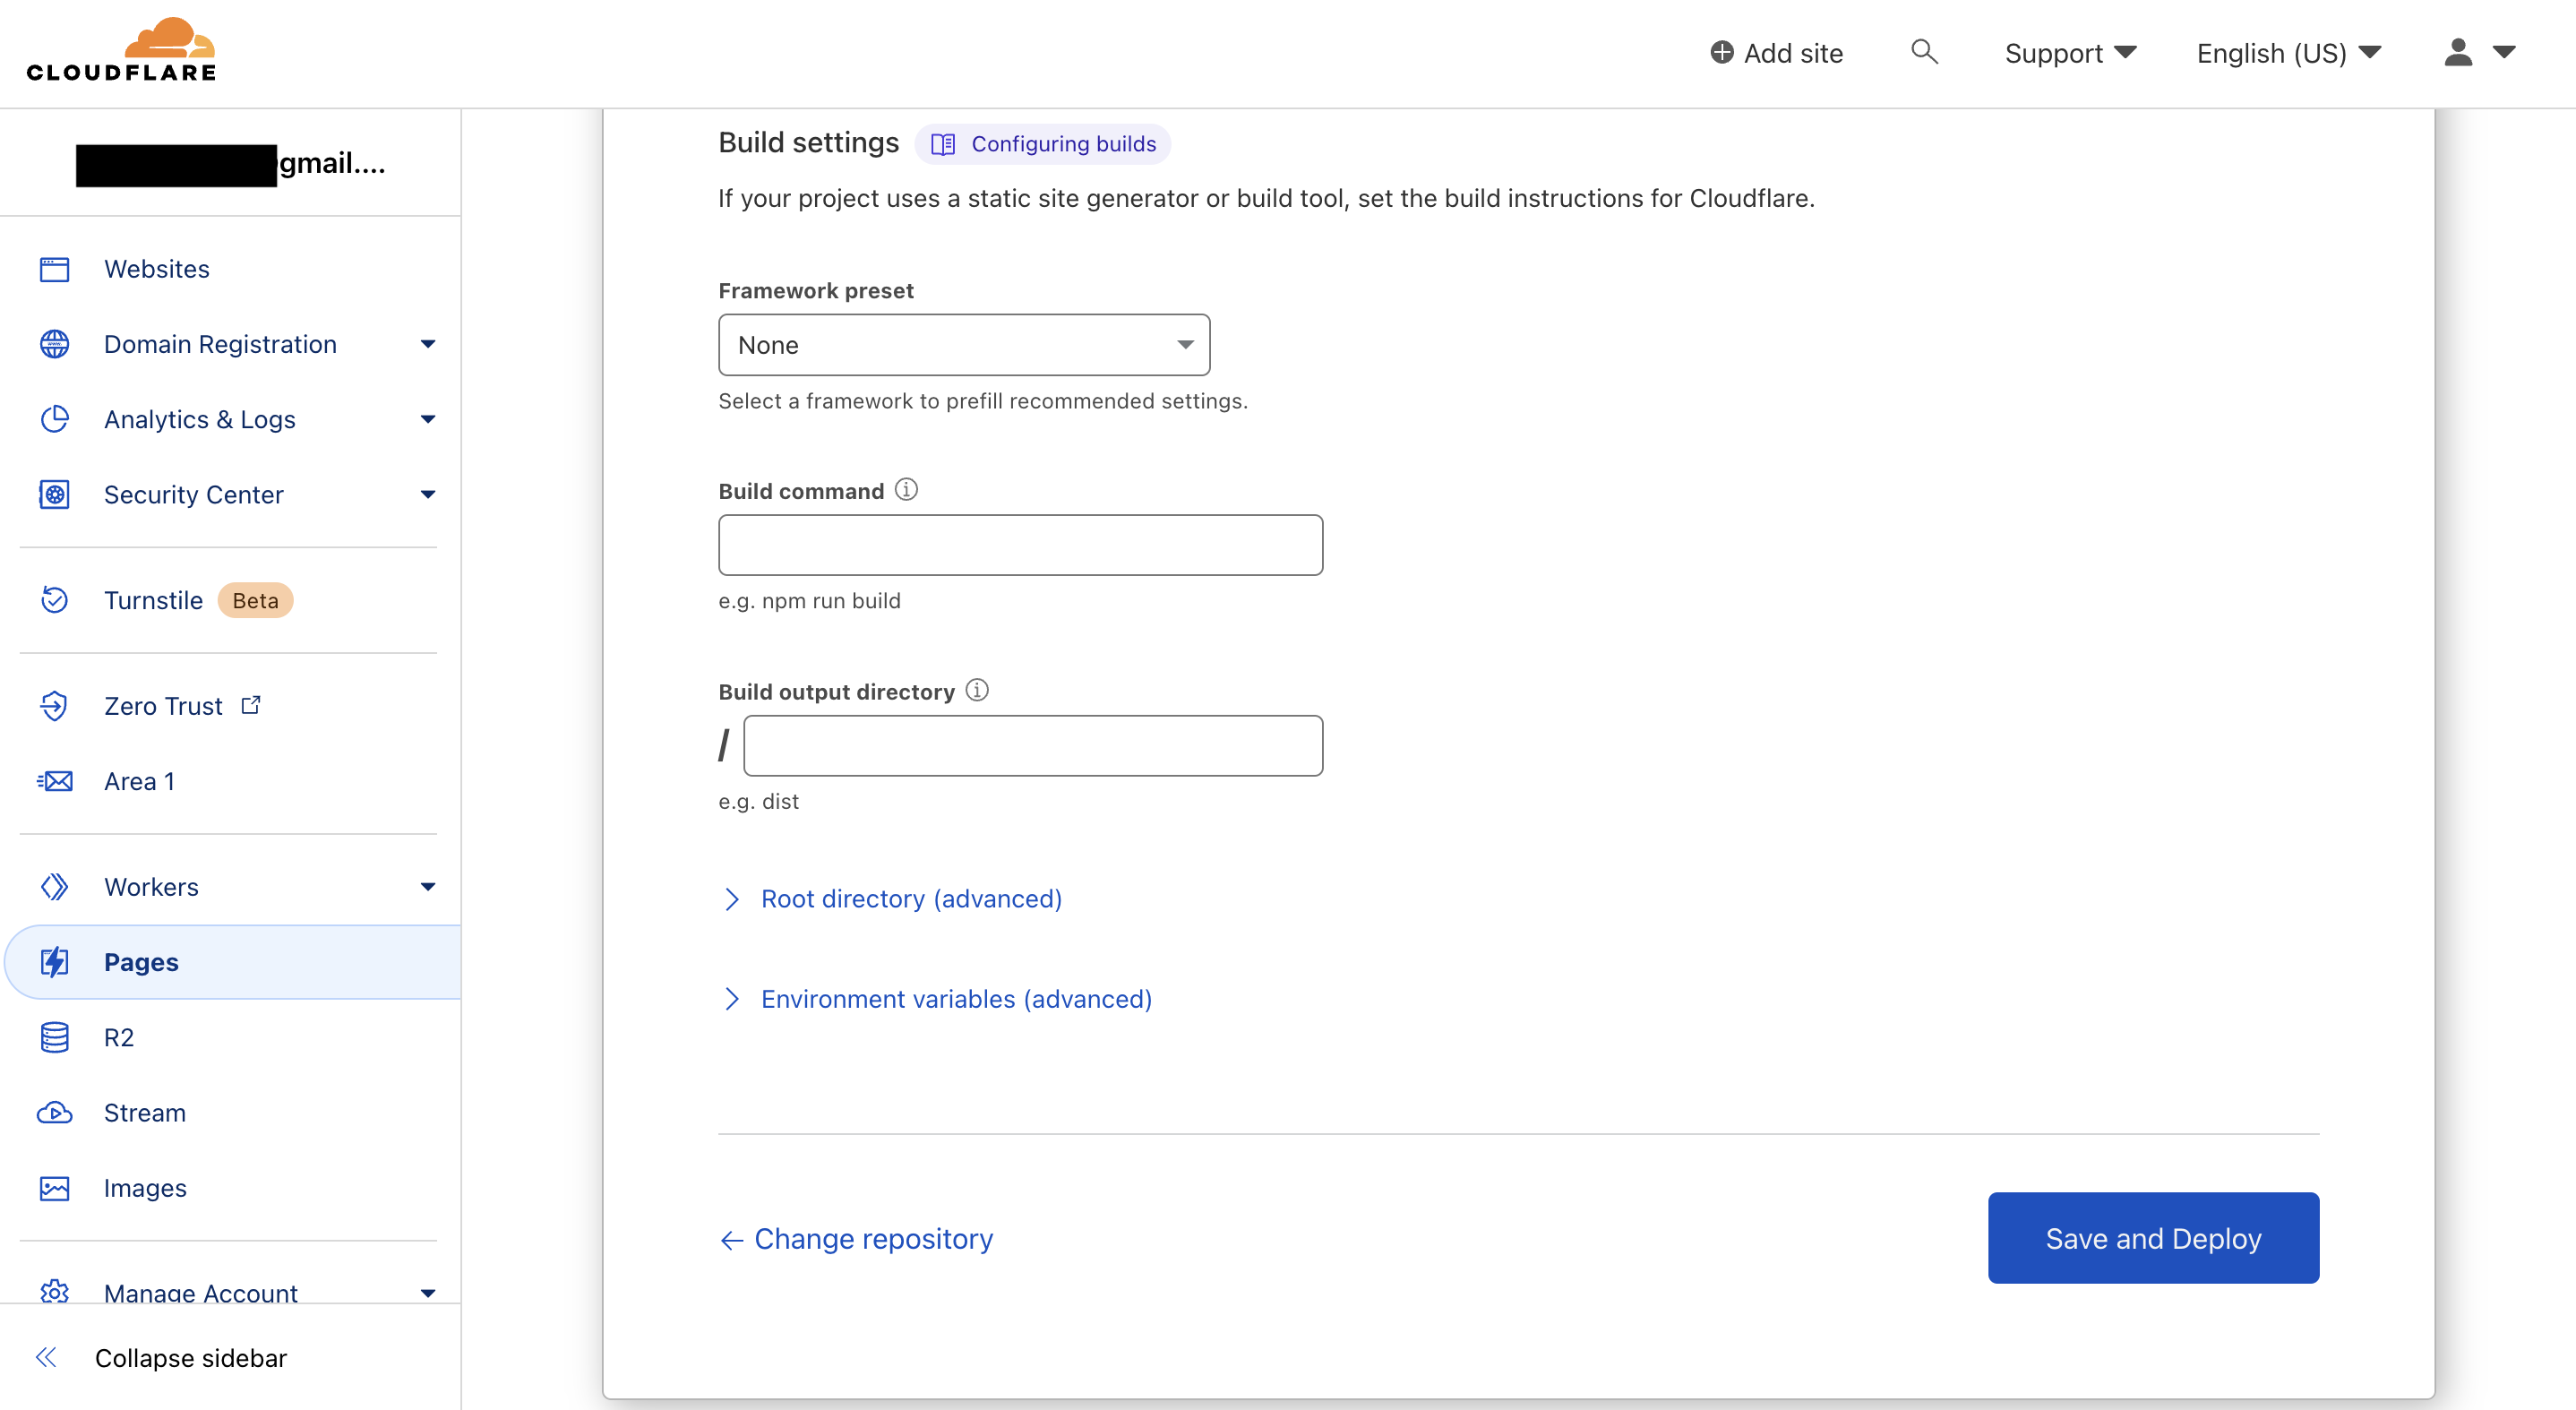 CLOUDFLARE
Add site
Support
English (US)
gmail....
Websites
Domain Registration
www
Analytics & Logs
Security Center
Turnstile Beta
Zero Trust
Area 1
Workers
Pages
R2
Stream
Images
Manage Account
Collapse sidebar
Build settings Configuring builds
If your project uses a static site generator or build tool, set the build instructions for Cloudflare.
Framework preset
None
Select a framework to prefill recommended settings.
Build command
e.g. npm run build
Build output directory
/
e.g. dist
Root directory (advanced)
Environment variables (advanced)
Change repository
Save and Deploy